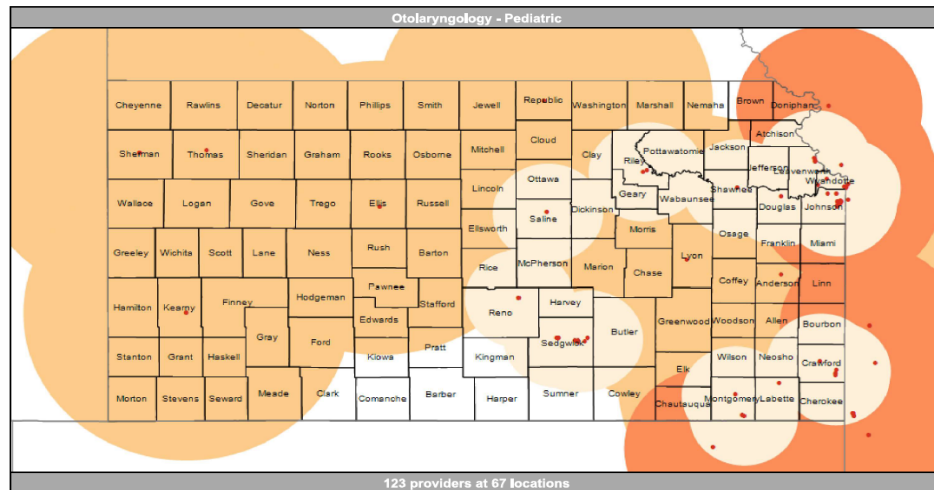 Otolaryngology - Pediatric
Cheyenne Rawlins Decatur Norton Phillips Smith Jewell Republic Washington Marshall Nemaha Brown Doniphan
Atchison
Sherman Thomas Sheridan Graham Rooks Osborne Mitchell Cloud Clay Riley Pottawatomie Jackson Jefferson Leavenworth Wyandotte
Wallace Logan Gove Trego Ellis Russell Lincoln Ottawa Saline Dickinson Geary Wabaunsee Shawnee Douglas Johnson
Greeley Wichita Scott Lane Ness Rush Barton Ellsworth Rice McPherson Marion Morris Chase Lyon Osage Franklin Miami
Hamilton Kearny Finney Hodgeman Pawnee Edwards Stafford Reno Harvey Butler Greenwood Coffey Anderson Linn
Gray Ford Woodson Allen Bourbon
Stanton Grant Haskell Kiowa Pratt Kingman Sedgwick Elk Wilson Neosho Crawford
Morton Stevens Seward Meade Clark Comanche Barber Harper Sumner Cowley Chautauqua Montgomery Labette Cherokee
123 providers at 67 locations